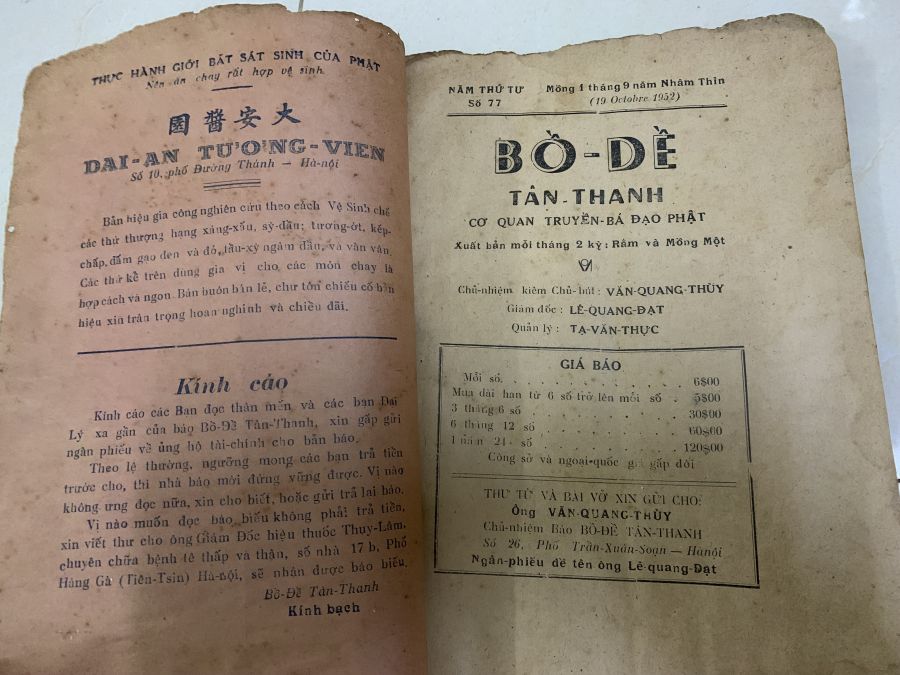 THỰC HÀNH GIỚI BẤT SÁT SINH CỦA PHẬT
Nên ăn chay rất hợp vệ sinh.
園醬安大
DAI-AN TƯƠNG-VIEN
Số 10, phố Đường Thánh — Hà-nội
Bản hiệu gia công nghiên cứu theo cách Vệ Sinh chế
các thứ thượng hạng xáng-xấu, sỳ-dầu; tương-ớt, kép-
chấp, dấm gạo đen và đỏ, lầu-xỳ ngâm dầu, và vân vân.
Các thứ kể trên dùng gia vị cho các món chay là
hợp cách và ngon. Bán buôn bán lẻ, chư tôn chiếu cố bản
hiệu xin trân trọng hoan nghinh và chiều đãi.
Kính cáo
Kính cáo các Bạn đọc thân mến và các bạn Đại
Lý xa gần của báo Bồ-Đề Tân-Thanh, xin gấp gửi
ngân phiếu về ủng hộ tài-chính cho bản báo.
Theo lệ thường, ngưỡng mong các bạn trả tiền
trước cho, thì nhà báo mới đứng vững được. Vị nào
không ưng đọc nữa, xin cho biết, hoặc gửi trả lại báo.
Vị nào muốn đọc báo biếu không phải trả tiền,
xin viết thư cho ông Giám Đốc hiệu thuốc Thụy-Lâm,
chuyên chữa bệnh tê thấp và thận, số nhà 17 b, Phố
Hàng Gà (Tiên-Tsin) Hà-nội, sẽ nhận được báo biếu.
Bồ-Đề Tân-Thanh
Kính bạch
NĂM THỨ TƯ
Số 77
Mồng 1 tháng 9 năm Nhâm Thìn
(19 Octobre 1952)
BỒ-ĐỀ
TÂN-THANH
CƠ QUAN TRUYỀN-BÁ ĐẠO PHẬT
Xuất bản mỗi tháng 2 kỳ: Rằm và Mồng Một
Chủ-nhiệm kiêm Chủ-bút: VĂN-QUANG-THÙY
Giám đốc: LÊ-QUANG-ĐẠT
Quản lý: TẠ-VĂN-THỰC
GIÁ BÁO
Mỗi số. . . . . . . . . . . 6$00
Mua dài hạn từ 6 số trở lên mỗi số . 5$00
3 tháng 6 số . . . . . . . . 30$00
6 tháng 12 số . . . . . . . . 60$00
1 năm 24 số . . . . . . . . 120$00
Công sở và ngoại-quốc giá gấp đôi
THƯ TỪ VÀ BÀI VỞ XIN GỬI CHO:
Ông VĂN-QUANG-THÙY
Chủ-nhiệm Báo BỒ-ĐỀ TÂN-THANH
Số 26, Phố Trần-Xuân-Soạn — Hànội
Ngân-phiếu đề tên ông Lê-quang-Đạt